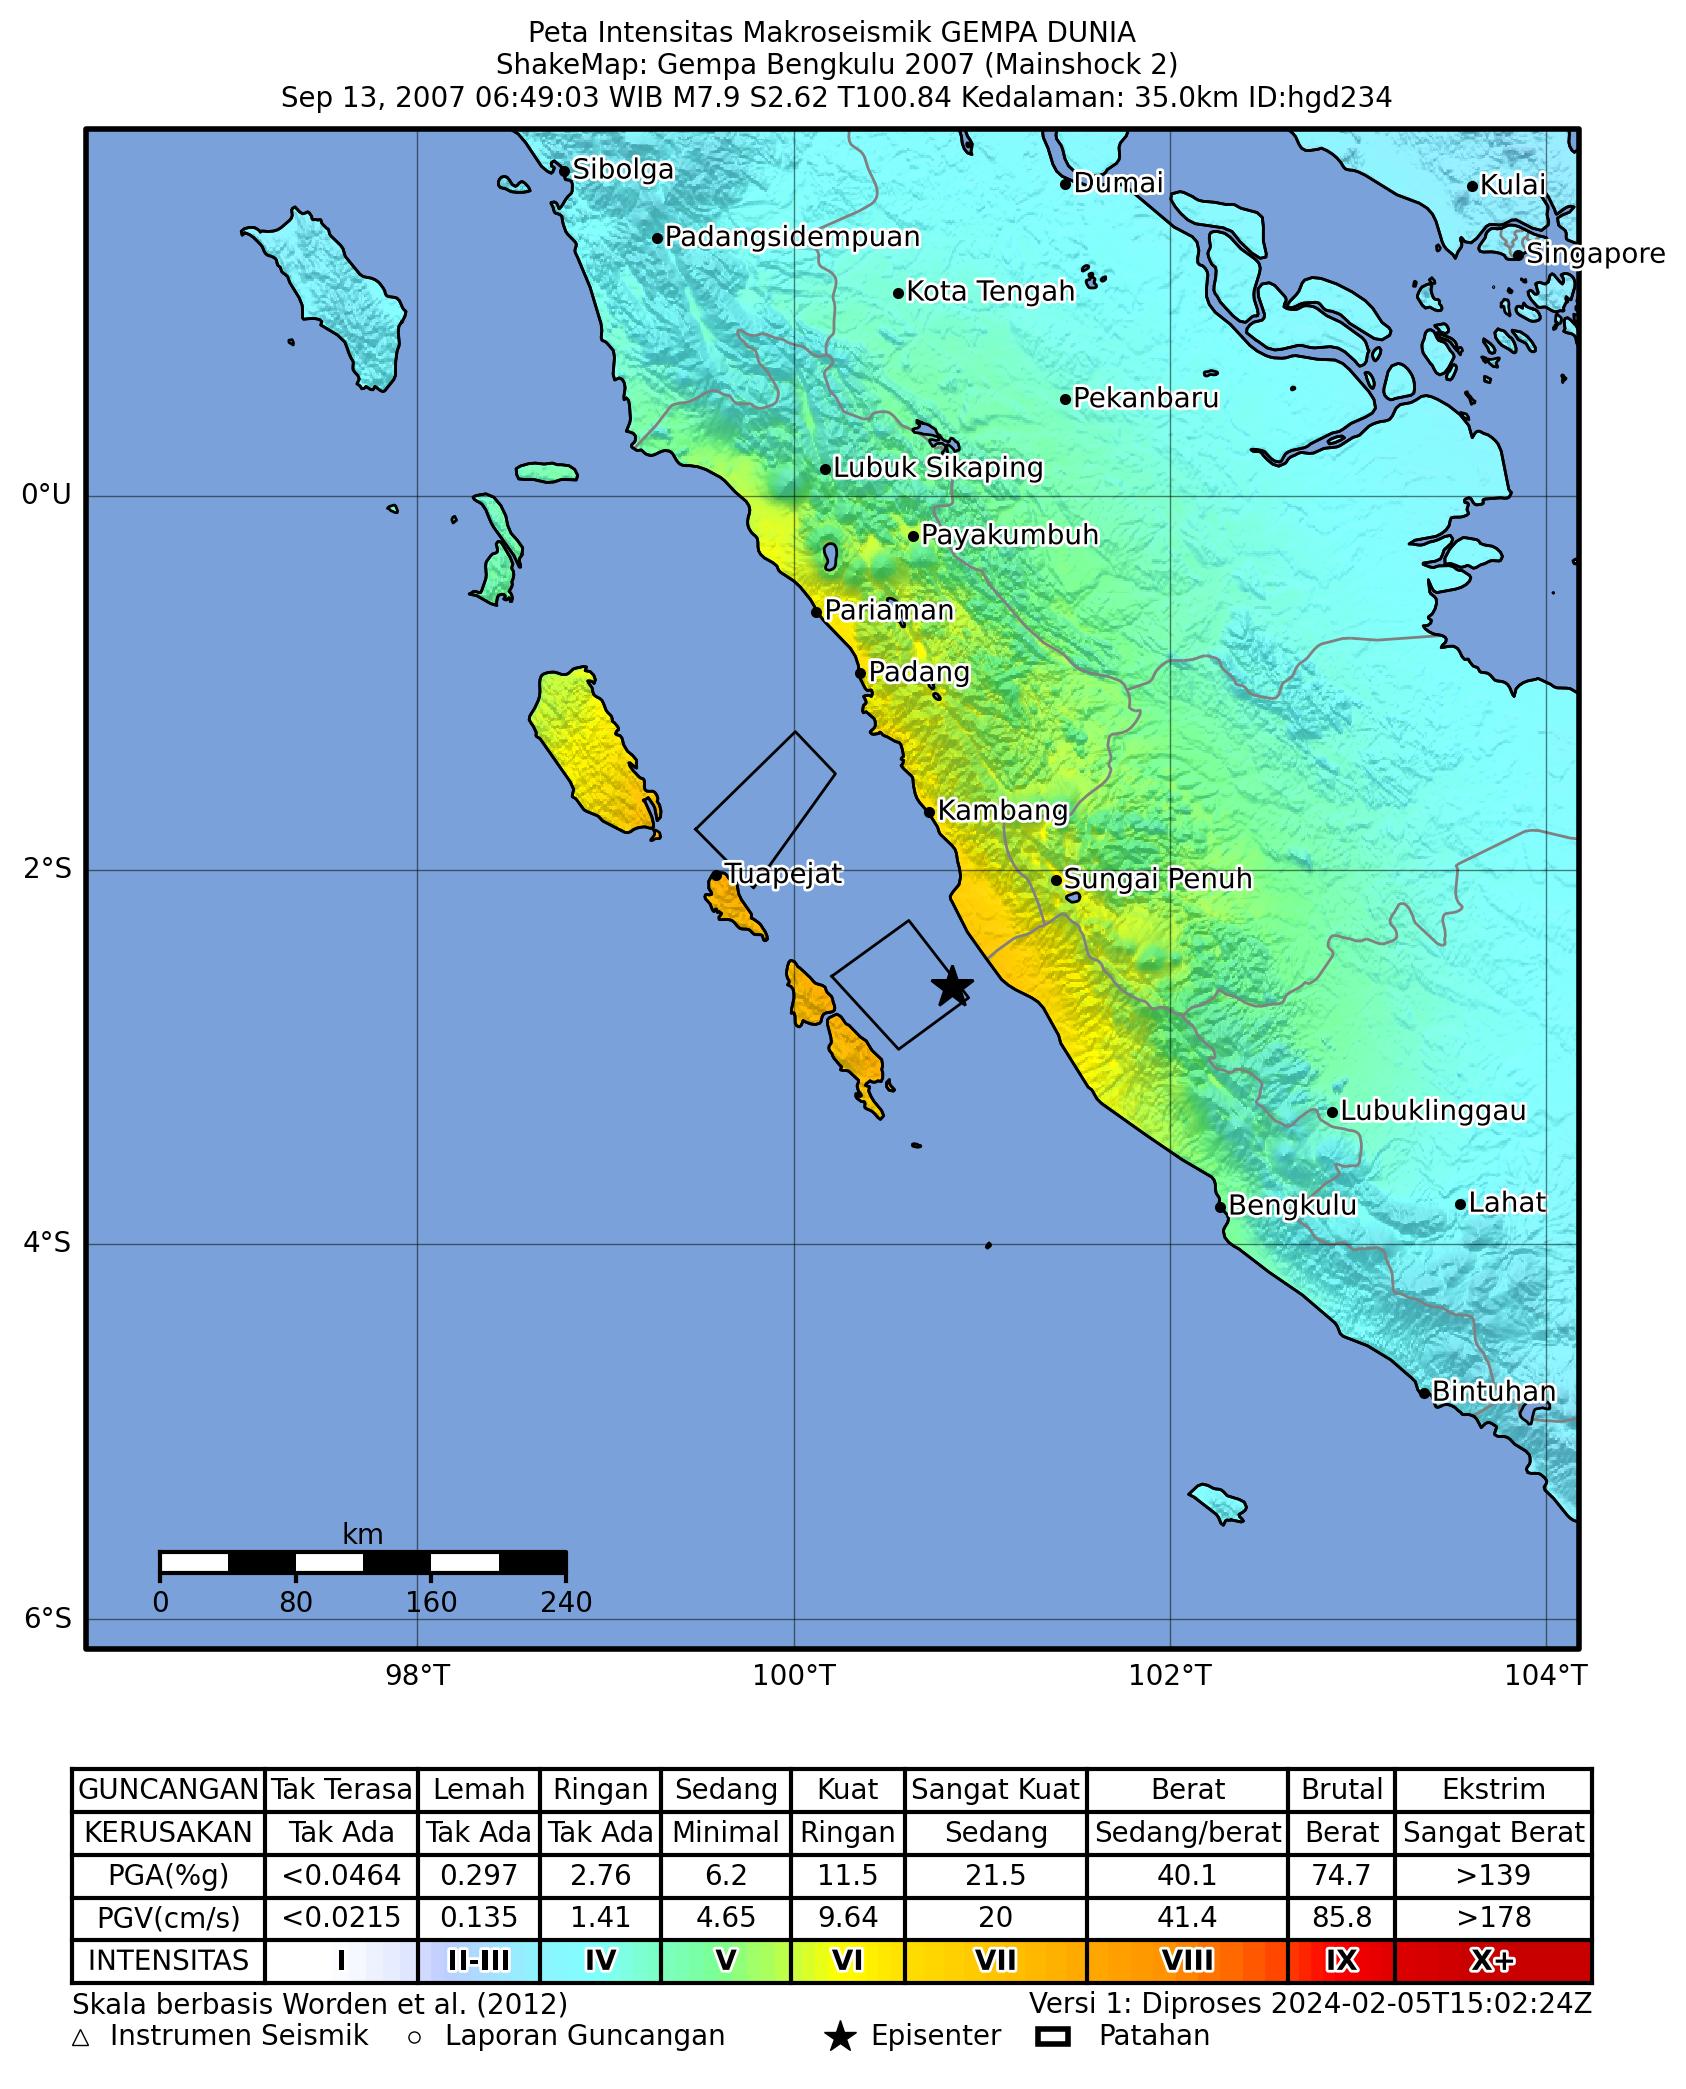 Peta Intensitas Makroseismik GEMPA DUNIA
ShakeMap: Gempa Bengkulu 2007 (Mainshock 2)
Sep 13, 2007 06:49:03 WIB M7.9 S2.62 T100.84 Kedalaman: 35.0km ID:hgd234
Sibolga
Dumai
Kulai
Padangsidempuan
Singapore
Kota Tengah
Pekanbaru
Lubuk Sikaping
0°U
Payakumbuh
Pariaman
Padang
Kambang
2°S
Tuapejat
Sungai Penuh
Lubuklinggau
Bengkulu
Lahat
4°S
Bintuhan
km
0 80 160 240
6°S
98°T 100°T 102°T 104°T
GUNCANGAN Tak Terasa Lemah Ringan Sedang Kuat Sangat Kuat Berat Brutal Ekstrim
KERUSAKAN Tak Ada Tak Ada Tak Ada Minimal Ringan Sedang Sedang/berat Berat Sangat Berat
PGA(%g) <0.0464 0.297 2.76 6.2 11.5 21.5 40.1 74.7 >139
PGV(cm/s) <0.0215 0.135 1.41 4.65 9.64 20 41.4 85.8 >178
INTENSITAS I II-III IV V VI VII VIII IX X+
Skala berbasis Worden et al. (2012) Versi 1: Diproses 2024-02-05T15:02:24Z
Instrumen Seismik Laporan Guncangan Episenter Patahan